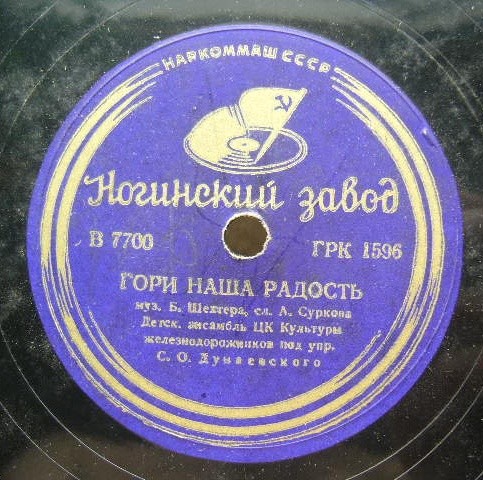 НАРКОММАШ СССР
Ногинский завод
В 7700 ГРК 1596
ГОРИ НАША РАДОСТЬ
муз. Б. Шехтера, сл. А. Суркова
Детск. ансамбль ЦК Культуры
железнодорожников под упр.
С. О. Дунаевского